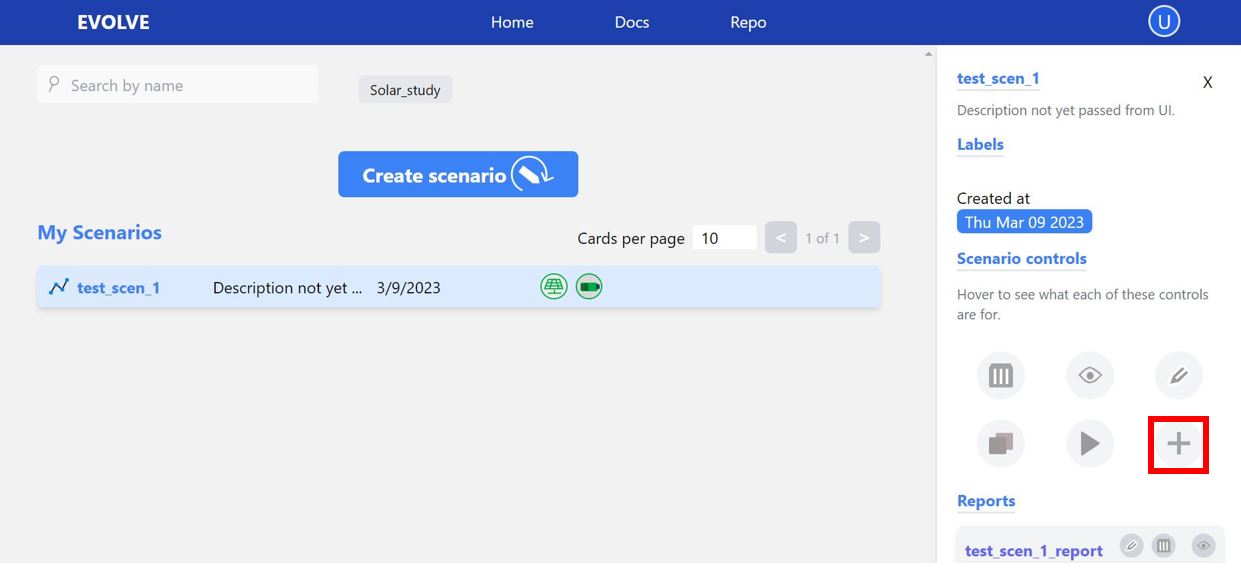 EVOLVE Home Docs Repo U
Search by name Solar_study
Create scenario
My Scenarios
Cards per page 10 < 1 of 1 >
test_scen_1 Description not yet ... 3/9/2023
test_scen_1 X
Description not yet passed from UI.
Labels
Created at
Thu Mar 09 2023
Scenario controls
Hover to see what each of these controls
are for.
Reports
test_scen_1_report